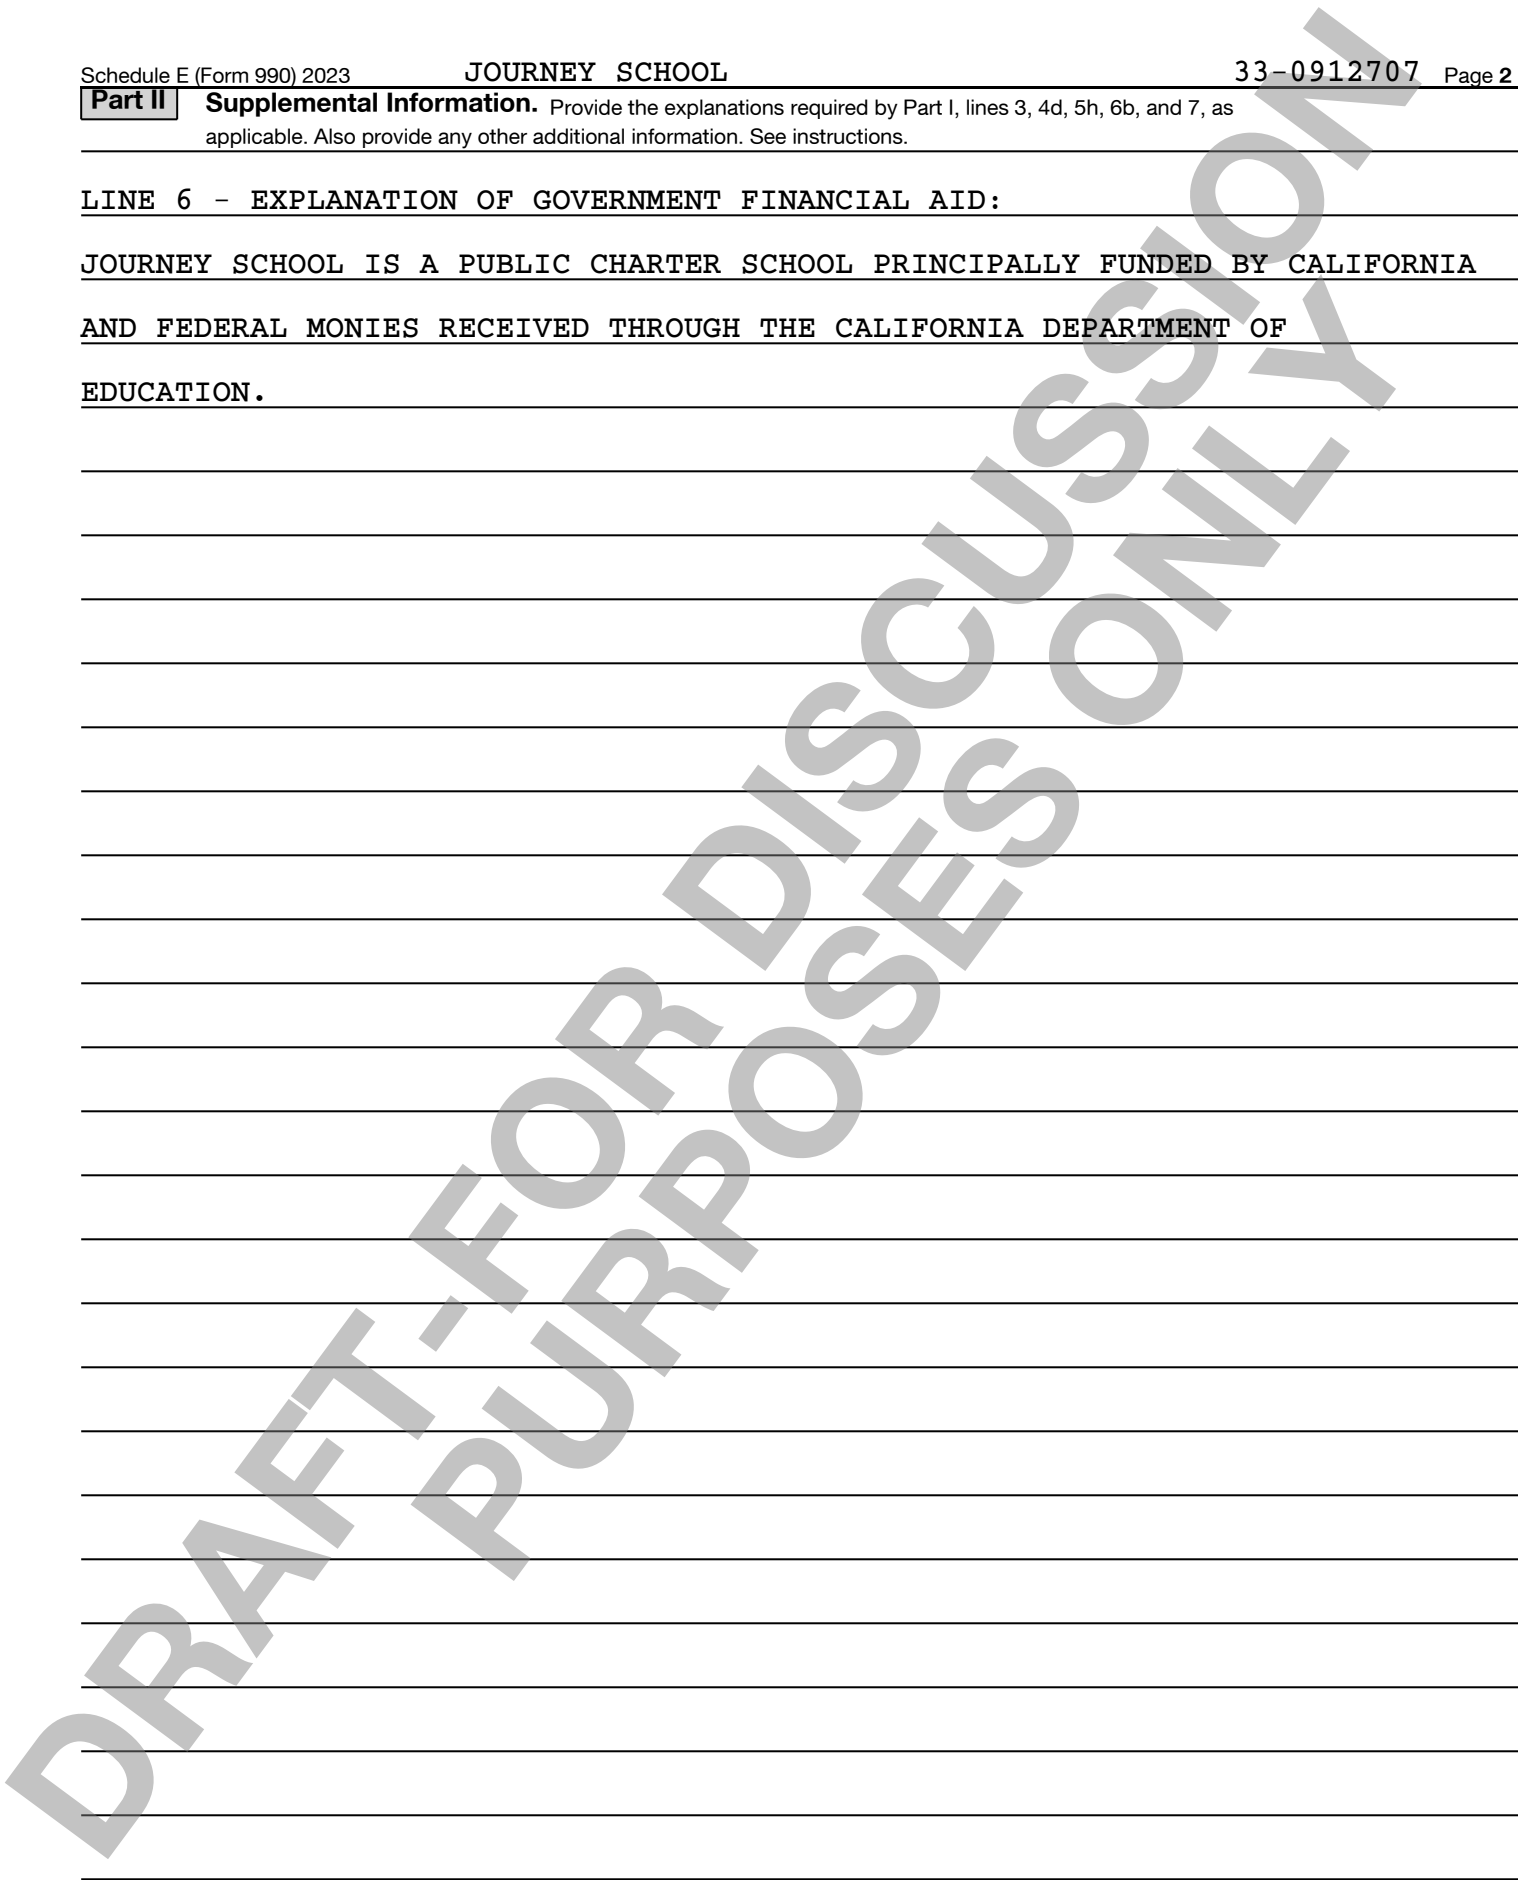 Schedule E (Form 990) 2023 JOURNEY SCHOOL 33-0912707 Page 2
Part II Supplemental Information. Provide the explanations required by Part I, lines 3, 4d, 5h, 6b, and 7, as
applicable. Also provide any other additional information. See instructions.
LINE 6 - EXPLANATION OF GOVERNMENT FINANCIAL AID:
JOURNEY SCHOOL IS A PUBLIC CHARTER SCHOOL PRINCIPALLY FUNDED BY CALIFORNIA
AND FEDERAL MONIES RECEIVED THROUGH THE CALIFORNIA DEPARTMENT OF
EDUCATION.
DRAFT-FOR DISCUSSION
PURPOSES ONLY